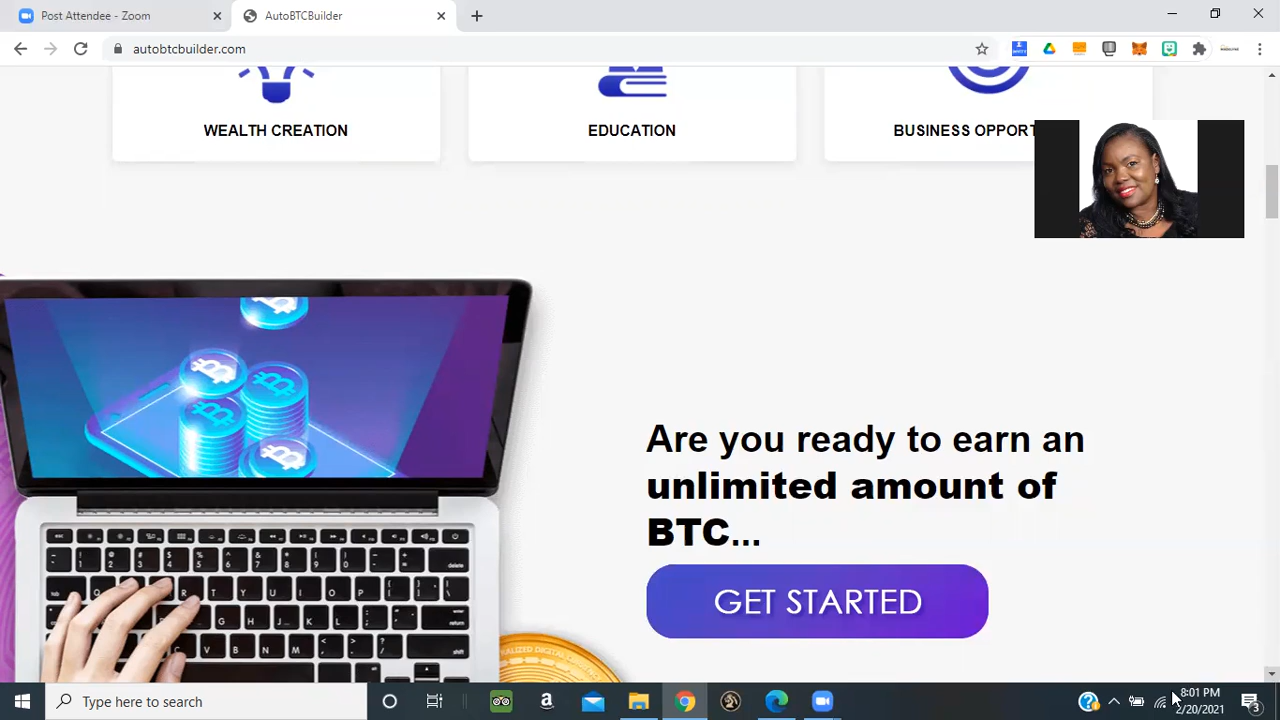 Post Attendee - Zoom
AutoBTCBuilder
autobtcbuilder.com
WEALTH CREATION
EDUCATION
BUSINESS OPPORT
Are you ready to earn an
unlimited amount of
BTC...
GET STARTED
Type here to search
8:01 PM
2/20/2021
3